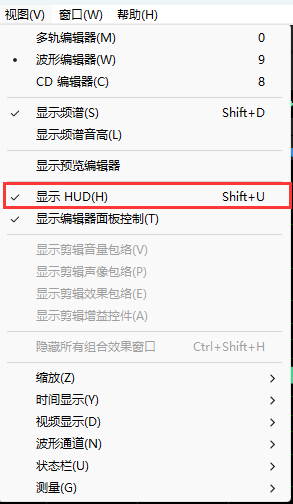 视图(V) 窗口(W) 帮助(H)
多轨编辑器(M) 0
• 波形编辑器(W) 9
CD 编辑器(C) 8
✓ 显示频谱(S) Shift+D
显示频谱音高(L)
显示预览编辑器
✓ 显示 HUD(H) Shift+U
✓ 显示编辑器面板控制(T)
显示剪辑音量包络(V)
显示剪辑声像包络(P)
显示剪辑效果包络(E)
显示剪辑增益控件(A)
隐藏所有组合效果窗口 Ctrl+Shift+H
缩放(Z) >
时间显示(Y) >
视频显示(D) >
波形通道(N) >
状态栏(U) >
测量(G) >